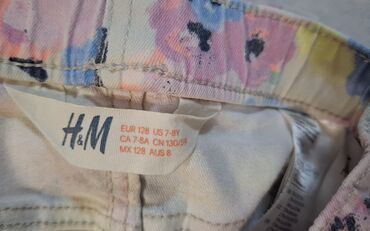 H&M
EUR 128 US 7-8Y
CA 7-8A CN 130/59
MX 128 AUS 8